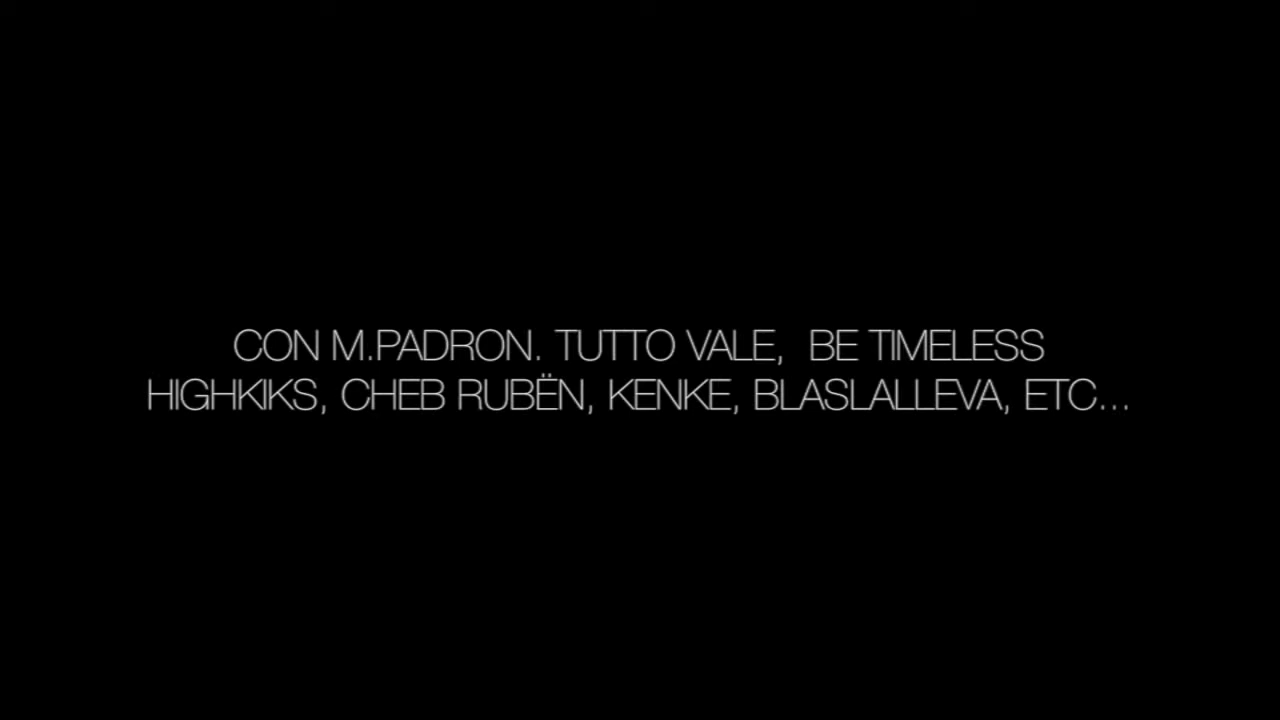 CON M.PADRON. TUTTO VALE,  BE TIMELESS
HIGHKIKS, CHEB RUBËN, KENKE, BLASLALLEVA, ETC...